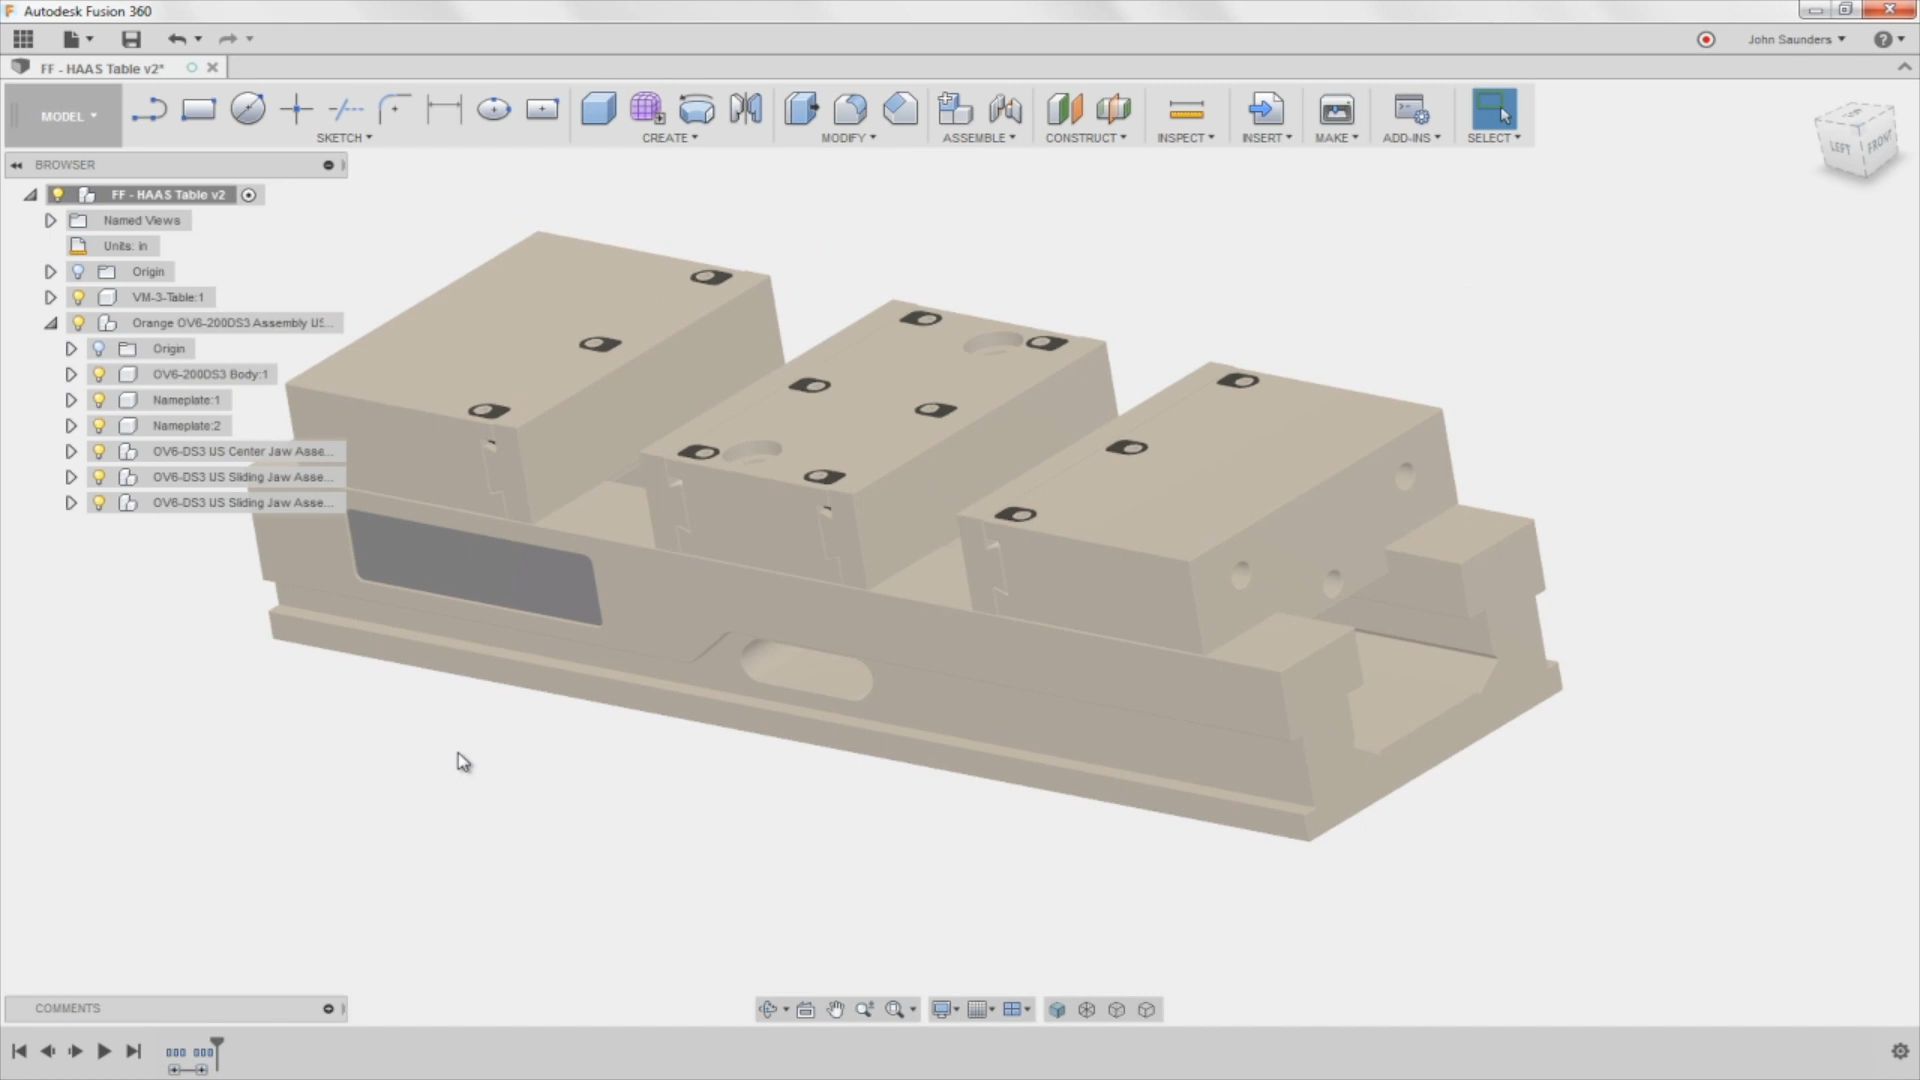 Autodesk Fusion 360
John Saunders
FF - HAAS Table v2*
MODEL
SKETCH
CREATE
MODIFY
ASSEMBLE
CONSTRUCT
INSPECT
INSERT
MAKE
ADD-INS
SELECT
LEFT
FRONT
BROWSER
FF - HAAS Table v2
Named Views
Units: in
Origin
VM-3-Table:1
Orange OV6-200DS3 Assembly US...
Origin
OV6-200DS3 Body:1
Nameplate:1
Nameplate:2
OV6-DS3 US Center Jaw Asse...
OV6-DS3 US Sliding Jaw Asse...
OV6-DS3 US Sliding Jaw Asse...
COMMENTS